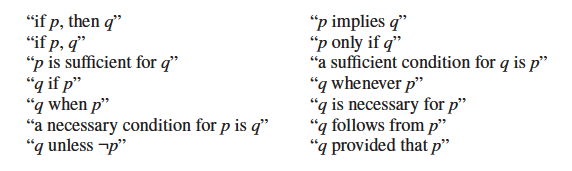 “if p, then q”
“if p, q”
“p is sufficient for q”
“q if p”
“q when p”
“a necessary condition for p is q”
“q unless ¬p”
“p implies q”
“p only if q”
“a sufficient condition for q is p”
“q whenever p”
“q is necessary for p”
“q follows from p”
“q provided that p”